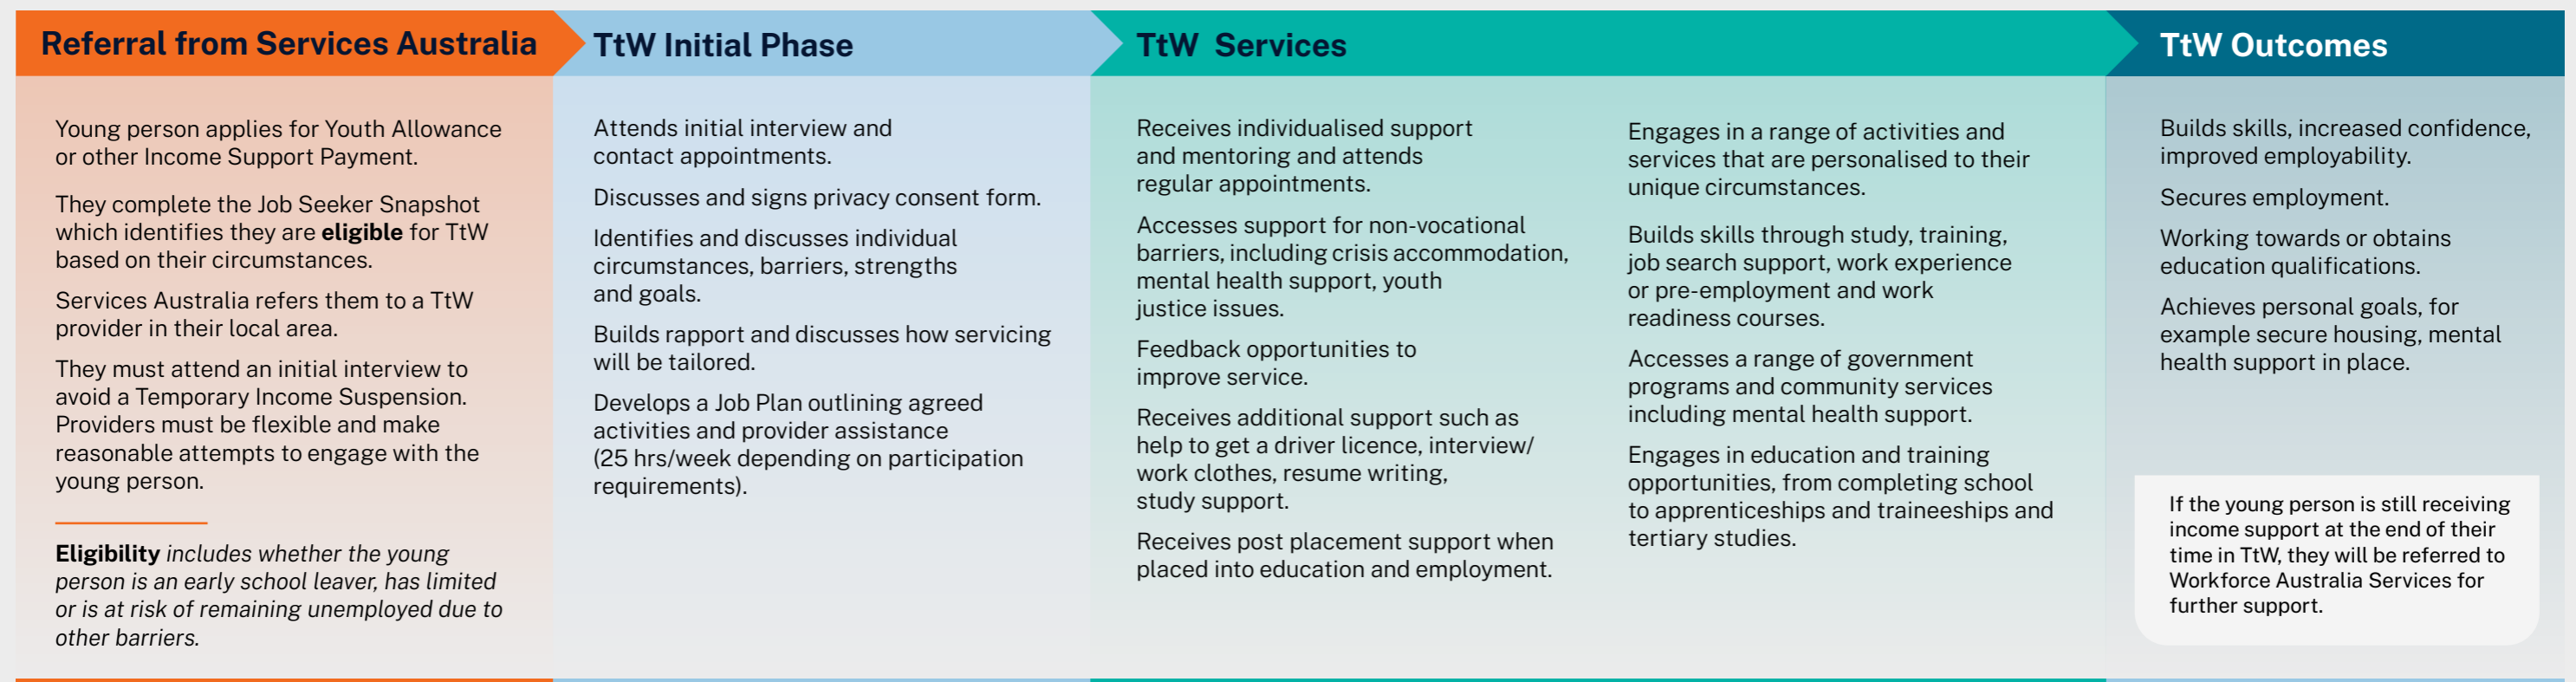 Referral from Services Australia
Young person applies for Youth Allowance
or other Income Support Payment.
They complete the Job Seeker Snapshot
which identifies they are eligible for TtW
based on their circumstances.
Services Australia refers them to a TtW
provider in their local area.
They must attend an initial interview to
avoid a Temporary Income Suspension.
Providers must be flexible and make
reasonable attempts to engage with the
young person.
Eligibility includes whether the young
person is an early school leaver, has limited
or is at risk of remaining unemployed due to
other barriers.
TtW Initial Phase
Attends initial interview and
contact appointments.
Discusses and signs privacy consent form.
Identifies and discusses individual
circumstances, barriers, strengths
and goals.
Builds rapport and discusses how servicing
will be tailored.
Develops a Job Plan outlining agreed
activities and provider assistance
(25 hrs/week depending on participation
requirements).
TtW Services
Receives individualised support
and mentoring and attends
regular appointments.
Accesses support for non-vocational
barriers, including crisis accommodation,
mental health support, youth
justice issues.
Feedback opportunities to
improve service.
Receives additional support such as
help to get a driver licence, interview/
work clothes, resume writing,
study support.
Receives post placement support when
placed into education and employment.
Engages in a range of activities and
services that are personalised to their
unique circumstances.
Builds skills through study, training,
job search support, work experience
or pre-employment and work
readiness courses.
Accesses a range of government
programs and community services
including mental health support.
Engages in education and training
opportunities, from completing school
to apprenticeships and traineeships and
tertiary studies.
TtW Outcomes
Builds skills, increased confidence,
improved employability.
Secures employment.
Working towards or obtains
education qualifications.
Achieves personal goals, for
example secure housing, mental
health support in place.
If the young person is still receiving
income support at the end of their
time in TtW, they will be referred to
Workforce Australia Services for
further support.